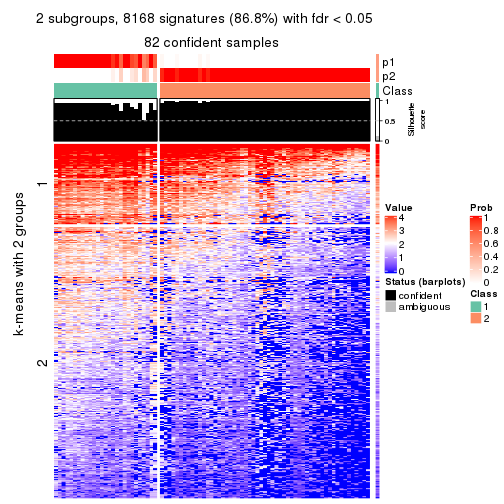 2 subgroups, 8168 signatures (86.8%) with fdr < 0.05
82 confident samples
p1
p2
Class
1
0.5
0
Silhouette
score
k-means with 2 groups
1
2
Value
4
3
2
1
0
Status (barplots)
confident
ambiguous
Prob
1
0.8
0.6
0.4
0.2
0
Class
1
2